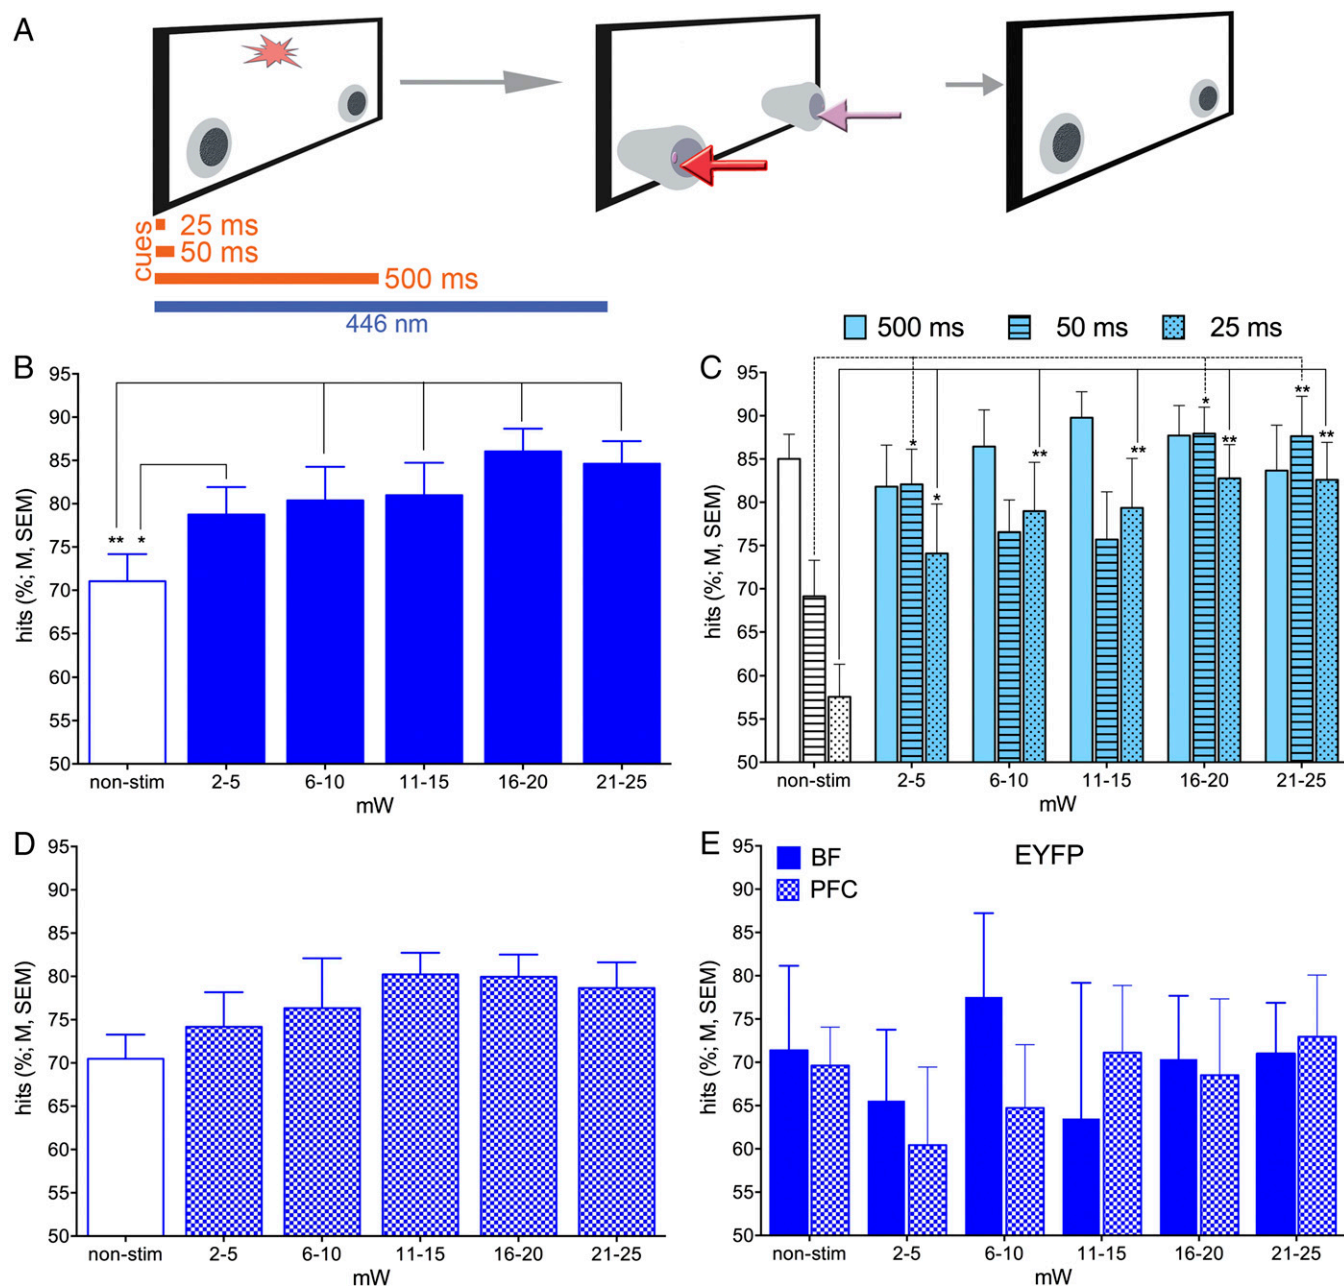 A
cues
25 ms
50 ms
500 ms
446 nm
B
95
90
85
80
75
70
65
60
55
50
hits (%; M, SEM)
** *
non-stim 2-5 6-10 11-15 16-20 21-25
mW
500 ms 50 ms 25 ms
C
95
90
85
80
75
70
65
60
55
50
hits (%; M, SEM)
* * ** ** * ** ** **
non-stim 2-5 6-10 11-15 16-20 21-25
mW
D
95
90
85
80
75
70
65
60
55
50
hits (%; M, SEM)
non-stim 2-5 6-10 11-15 16-20 21-25
mW
E
EYFP
BF
PFC
95
90
85
80
75
70
65
60
55
50
hits (%; M, SEM)
non-stim 2-5 6-10 11-15 16-20 21-25
mW